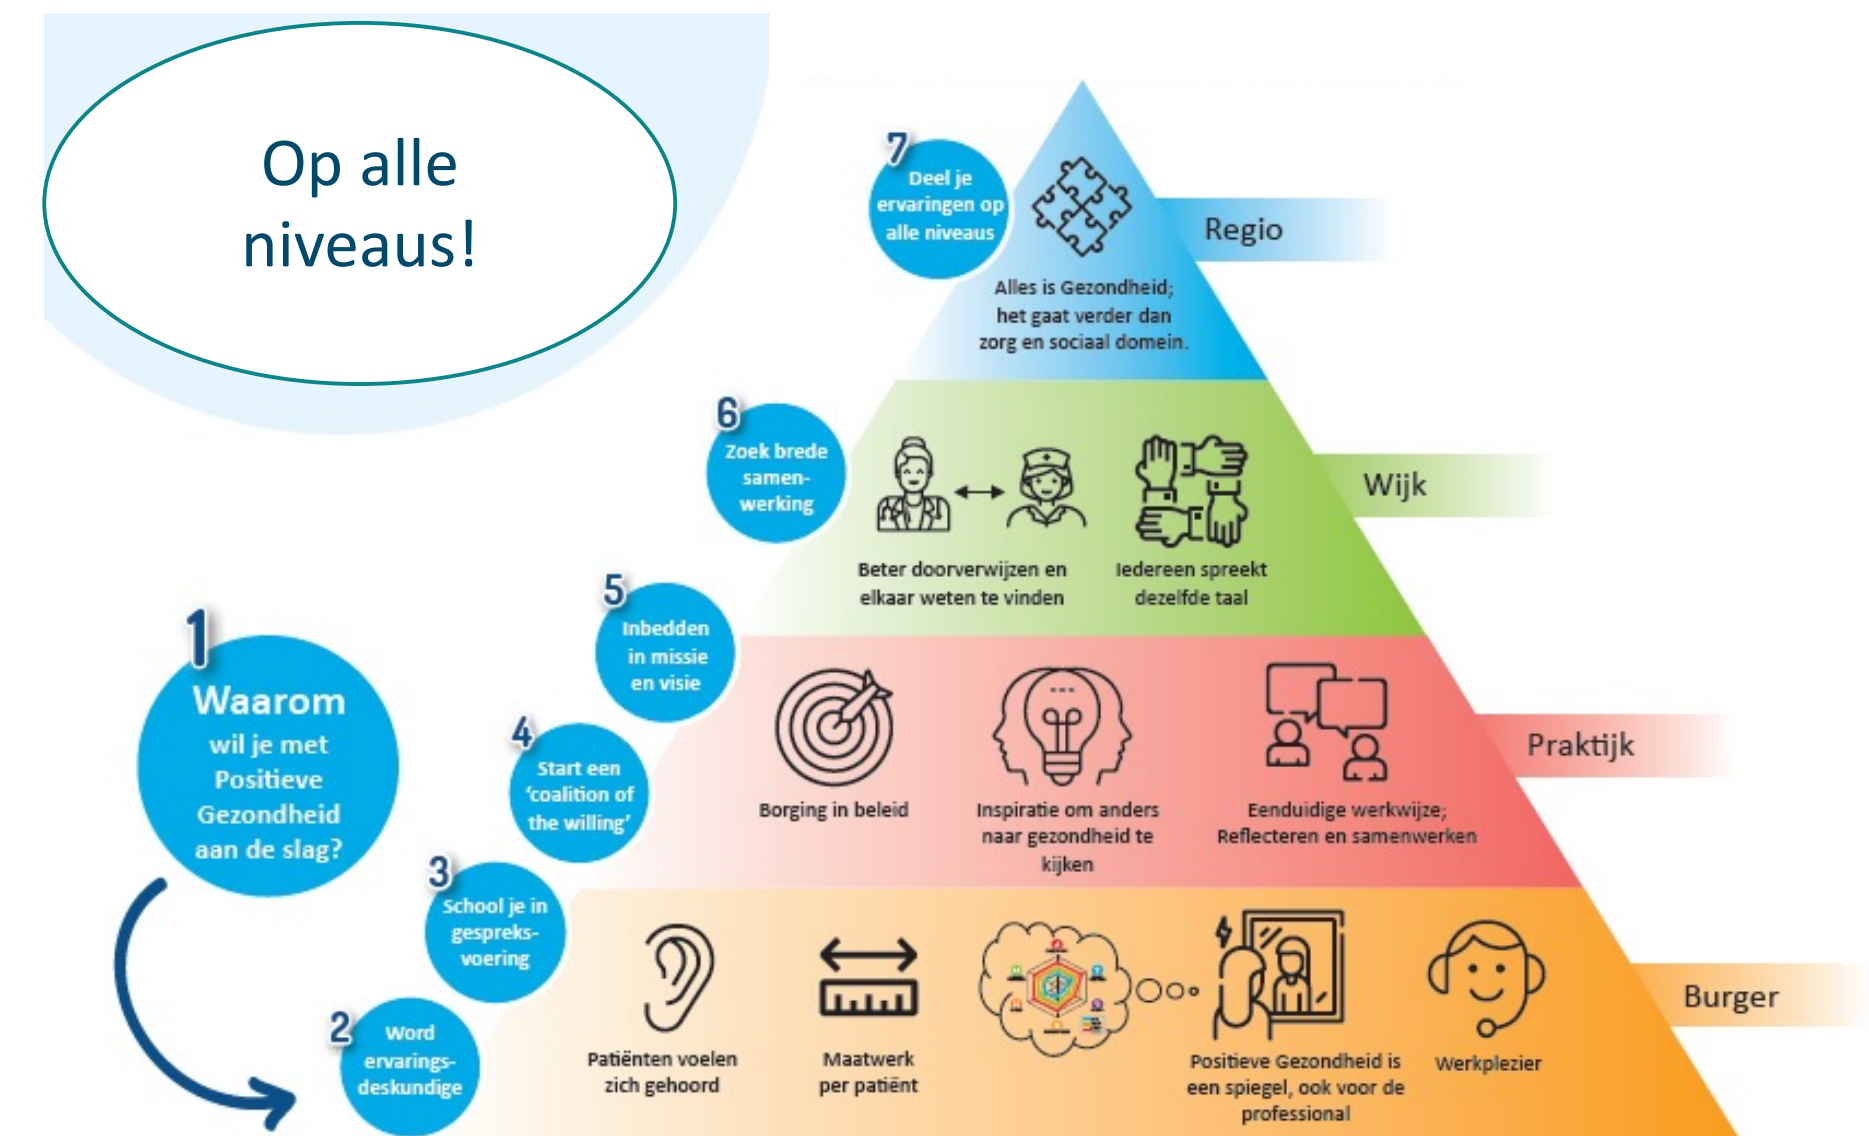 Op alle
niveaus!
7
Deel je
ervaringen op
alle niveaus
Alles is Gezondheid;
het gaat verder dan
zorg en sociaal domein.
Regio
6
Zoek brede
samen-
werking
Beter doorverwijzen en
elkaar weten te vinden
Iedereen spreekt
dezelfde taal
Wijk
5
Inbedden
in missie
en visie
4
Start een
‘coalition of
the willing’
Borging in beleid
Inspiratie om anders
naar gezondheid te
kijken
Eenduidige werkwijze;
Reflecteren en samenwerken
Praktijk
1
Waarom
wil je met
Positieve
Gezondheid
aan de slag?
3
School je in
gespreks-
voering
2
Word
ervarings-
deskundige
Patiënten voelen
zich gehoord
Maatwerk
per patiënt
Positieve Gezondheid is
een spiegel, ook voor de
professional
Werkplezier
Burger